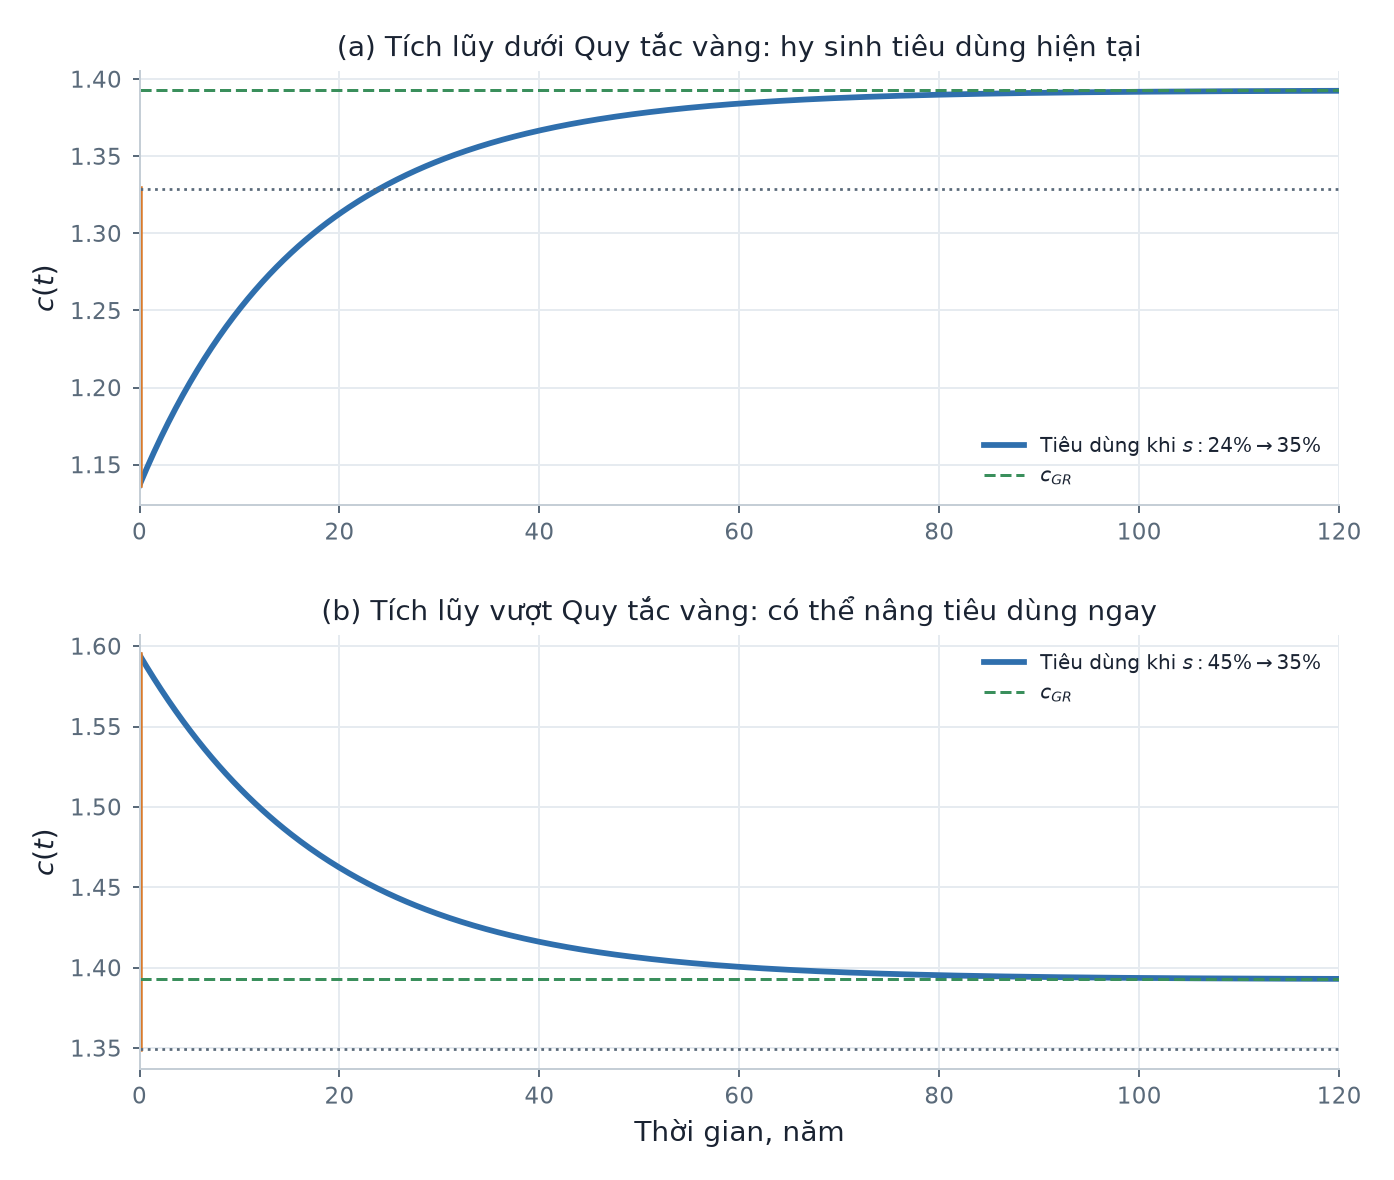 (a) Tích lũy dưới Quy tắc vàng: hy sinh tiêu dùng hiện tại
1.40
1.35
1.30
1.25
1.20
1.15
c(t)
Tiêu dùng khi s : 24% → 35%
c_GR
0 20 40 60 80 100 120
(b) Tích lũy vượt Quy tắc vàng: có thể nâng tiêu dùng ngay
1.60
1.55
1.50
1.45
1.40
1.35
c(t)
Tiêu dùng khi s : 45% → 35%
c_GR
0 20 40 60 80 100 120
Thời gian, năm